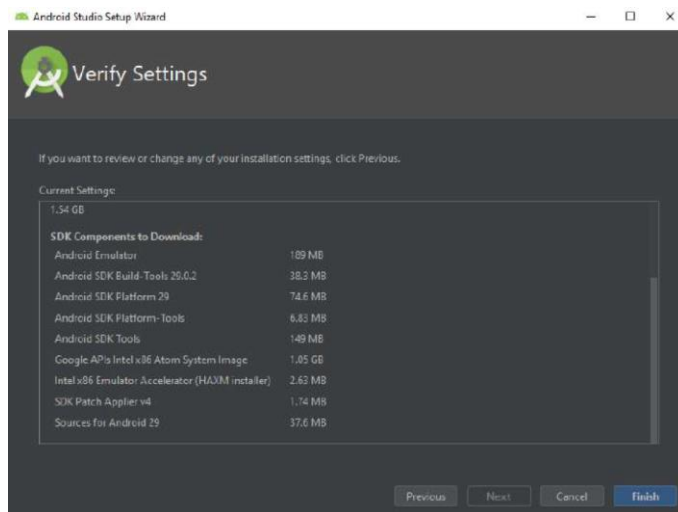 Android Studio Setup Wizard
Verify Settings
If you want to review or change any of your installation settings, click Previous.
Current Settings:
1.54 GB
SDK Components to Download:
Android Emulator 189 MB
Android SDK Build-Tools 29.0.2 38.3 MB
Android SDK Platform 29 74.6 MB
Android SDK Platform-Tools 6.83 MB
Android SDK Tools 149 MB
Google APIs Intel x86 Atom System Image 1.05 GB
Intel x86 Emulator Accelerator (HAXM installer) 2.63 MB
SDK Patch Applier v4 1.74 MB
Sources for Android 29 37.6 MB
Previous Next Cancel Finish